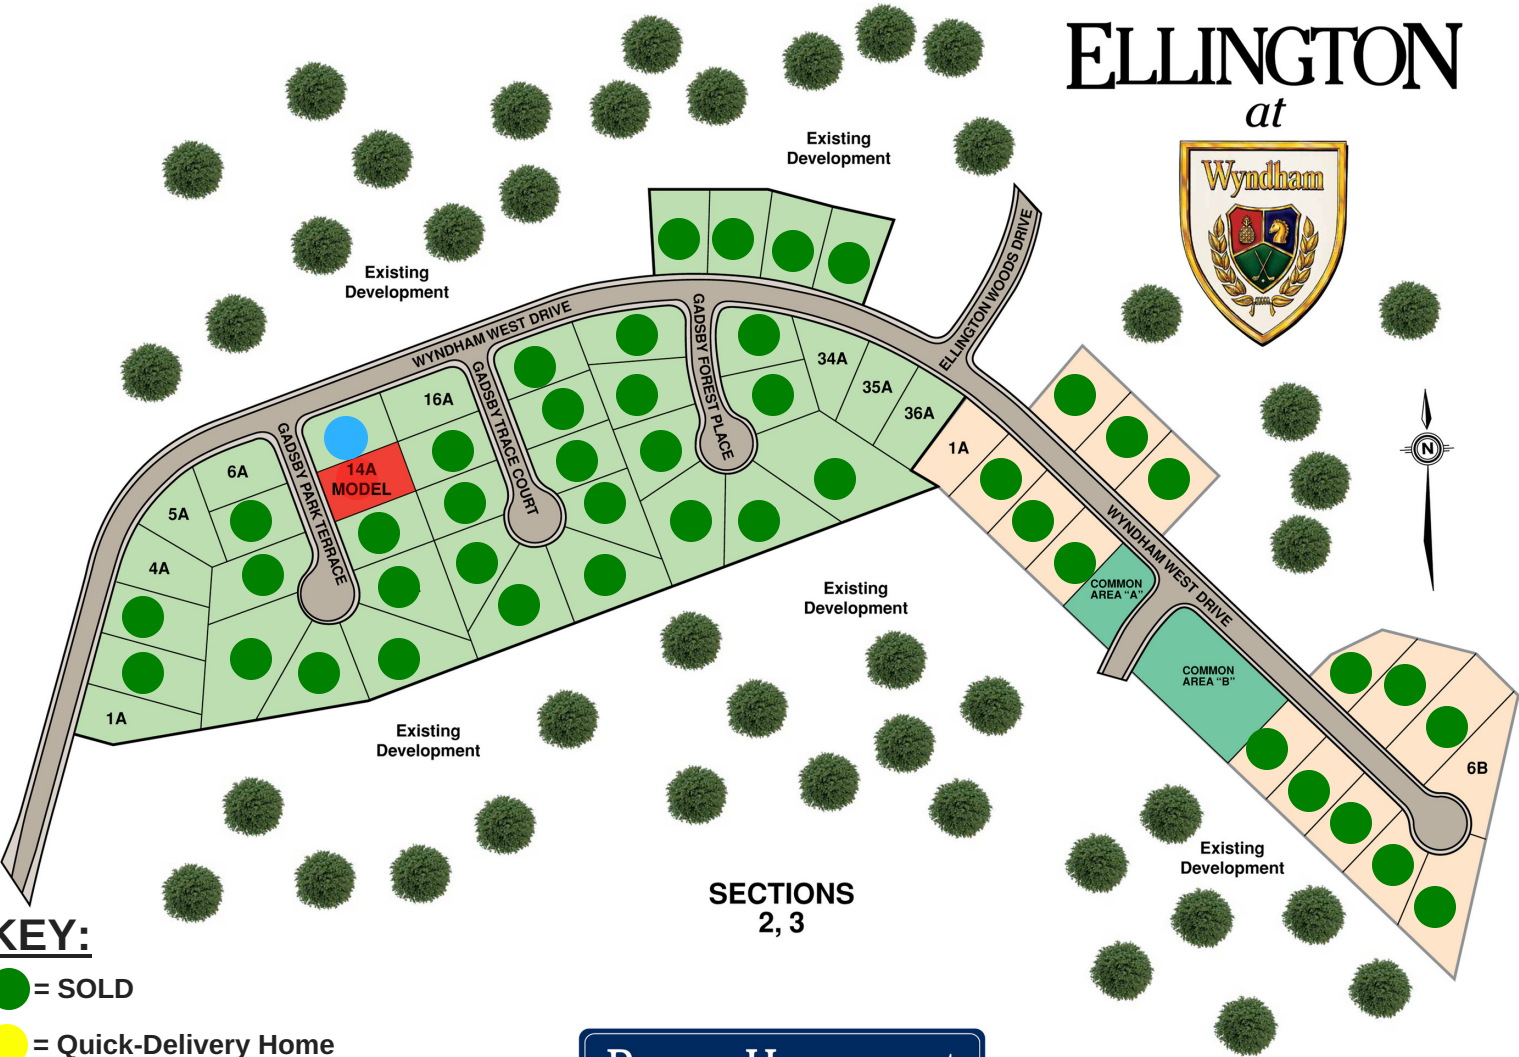 ELLINGTON
at
Wyndham
Existing
Development
Existing
Development
ELLINGTON WOODS DRIVE
WYNDHAM WEST DRIVE
GADSBY FOREST PLACE
GADSBY TRACE COURT
GADSBY PARK TERRACE
34A
35A
36A
16A
1A
6A
14A
MODEL
5A
4A
1A
N
WYNDHAM WEST DRIVE
COMMON
AREA "A"
COMMON
AREA "B"
6B
Existing
Development
Existing
Development
Existing
Development
SECTIONS
2, 3
KEY:
= SOLD
= Quick-Delivery Home